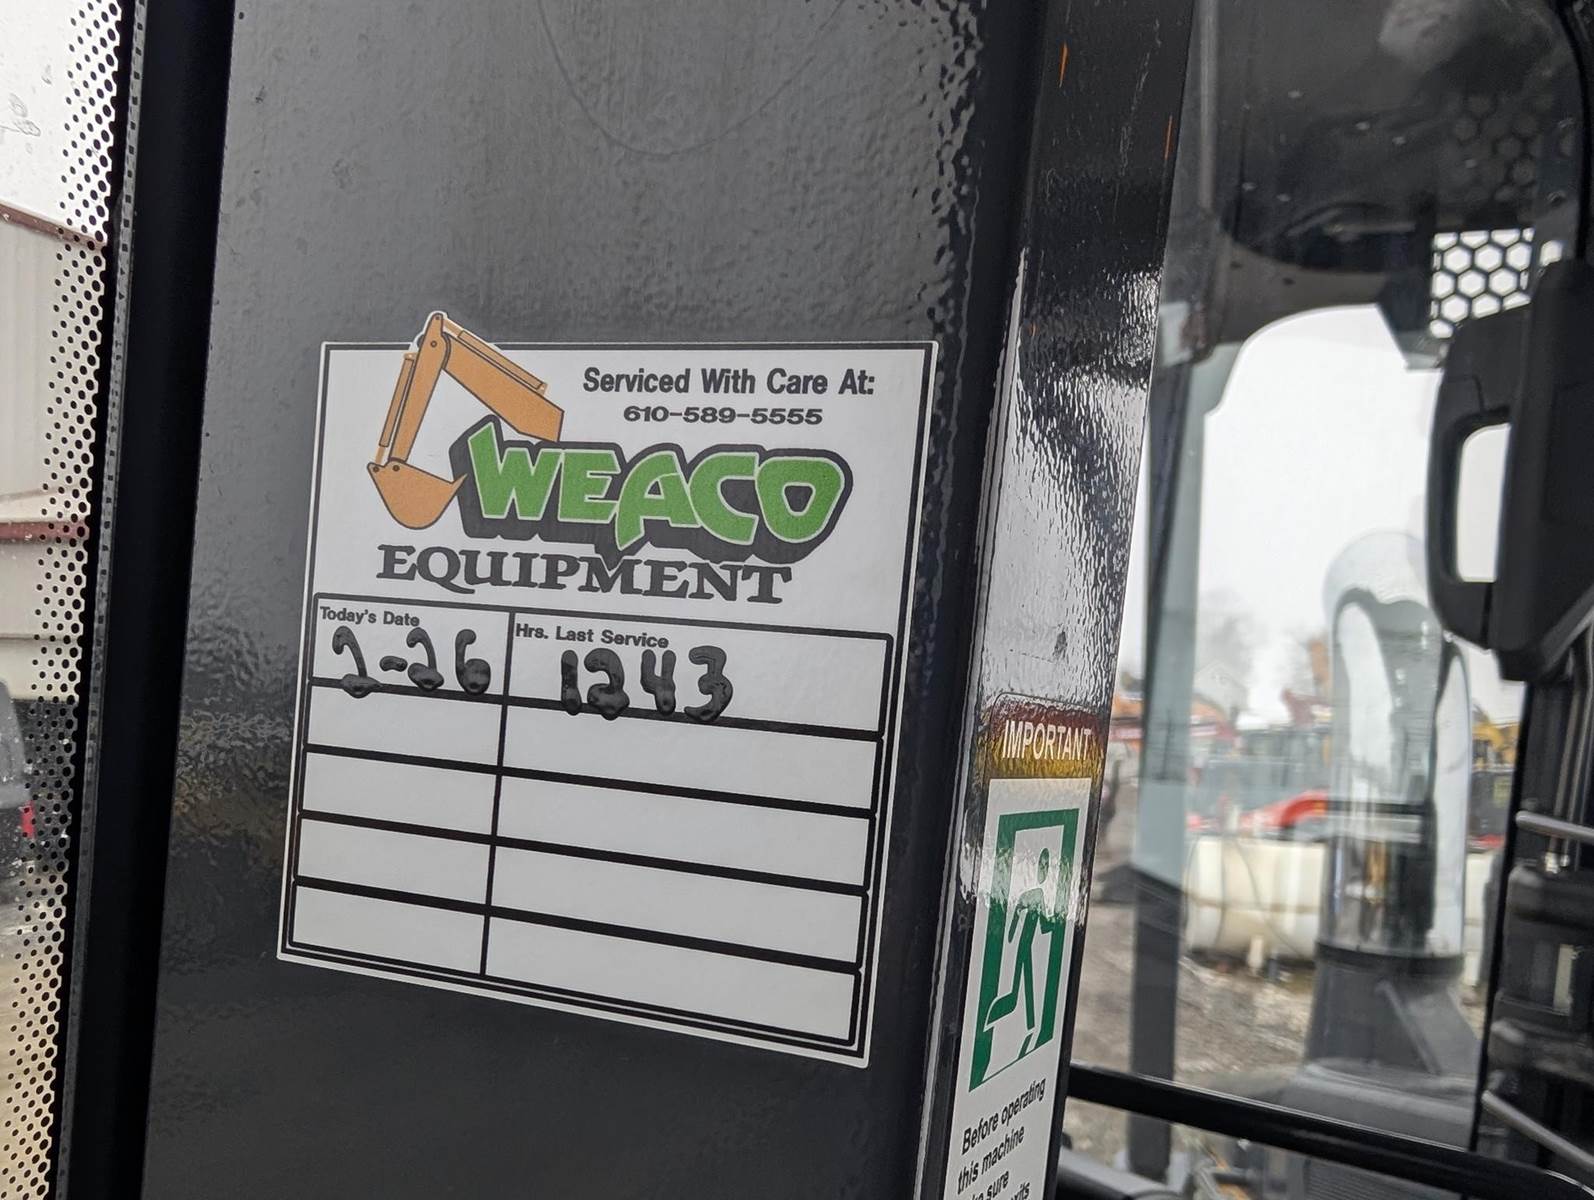 Serviced With Care At:
610-589-5555
WEACO
EQUIPMENT
Today's Date
Hrs. Last Service
2-26
1243
IMPORTANT
Before operating
this machine
sure